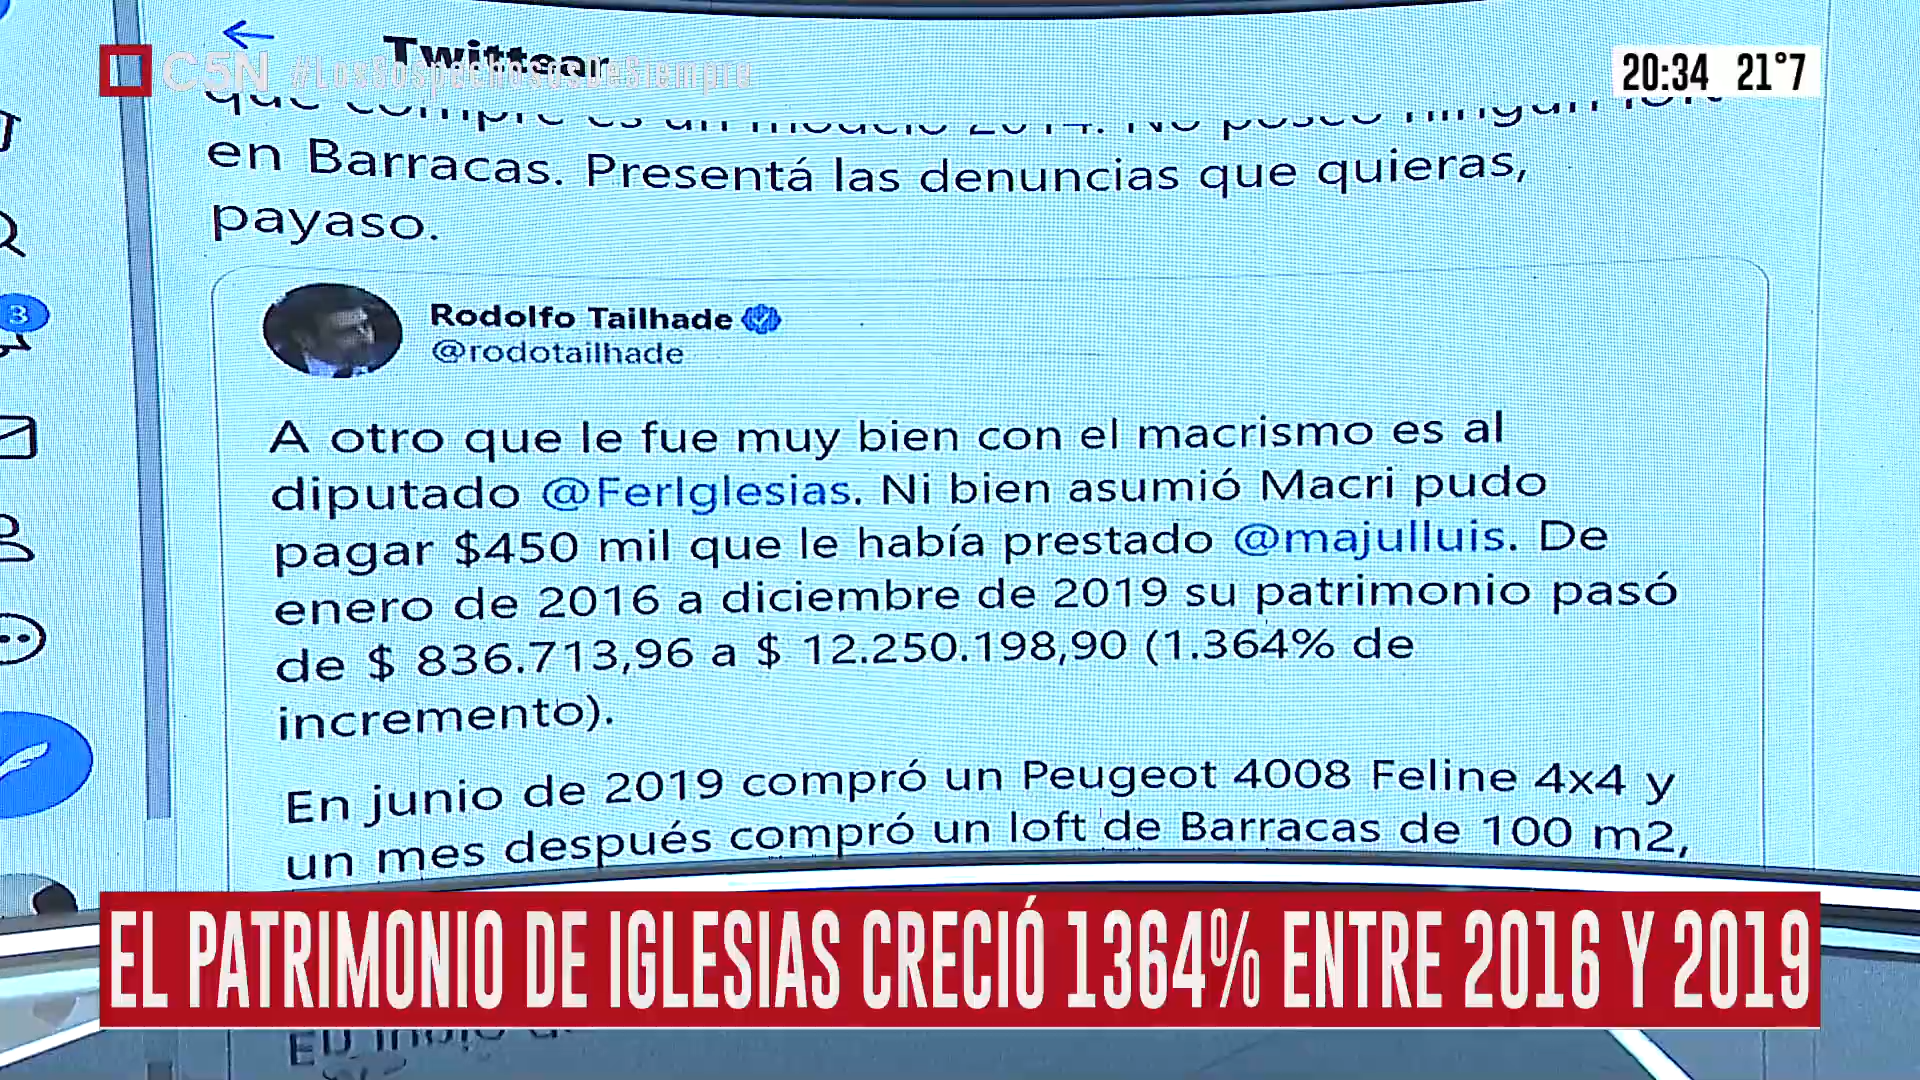 Twittear
C5N #LosSospechososDeSiempre
20:34 21°7
que compré es un modelo 2014. No poseo ningún loft
en Barracas. Presentá las denuncias que quieras,
payaso.
3
Rodolfo Tailhade
@rodotailhade
A otro que le fue muy bien con el macrismo es al
diputado @FerIglesias. Ni bien asumió Macri pudo
pagar $450 mil que le había prestado @majulluis. De
enero de 2016 a diciembre de 2019 su patrimonio pasó
de $ 836.713,96 a $ 12.250.198,90 (1.364% de
incremento).
En junio de 2019 compró un Peugeot 4008 Feline 4x4 y
un mes después compró un loft de Barracas de 100 m2,
EL PATRIMONIO DE IGLESIAS CRECIÓ 1364% ENTRE 2016 Y 2019